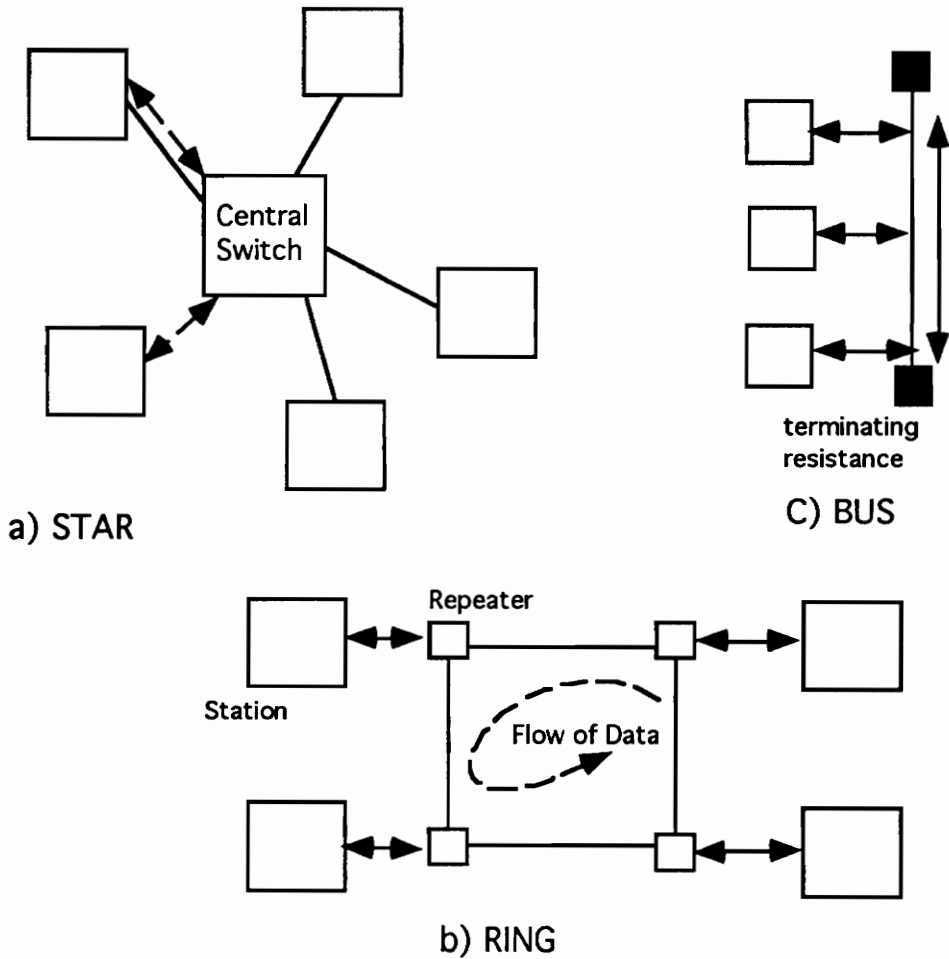 Central
Switch
a) STAR
terminating
resistance
C) BUS
Repeater
Station
Flow of Data
b) RING